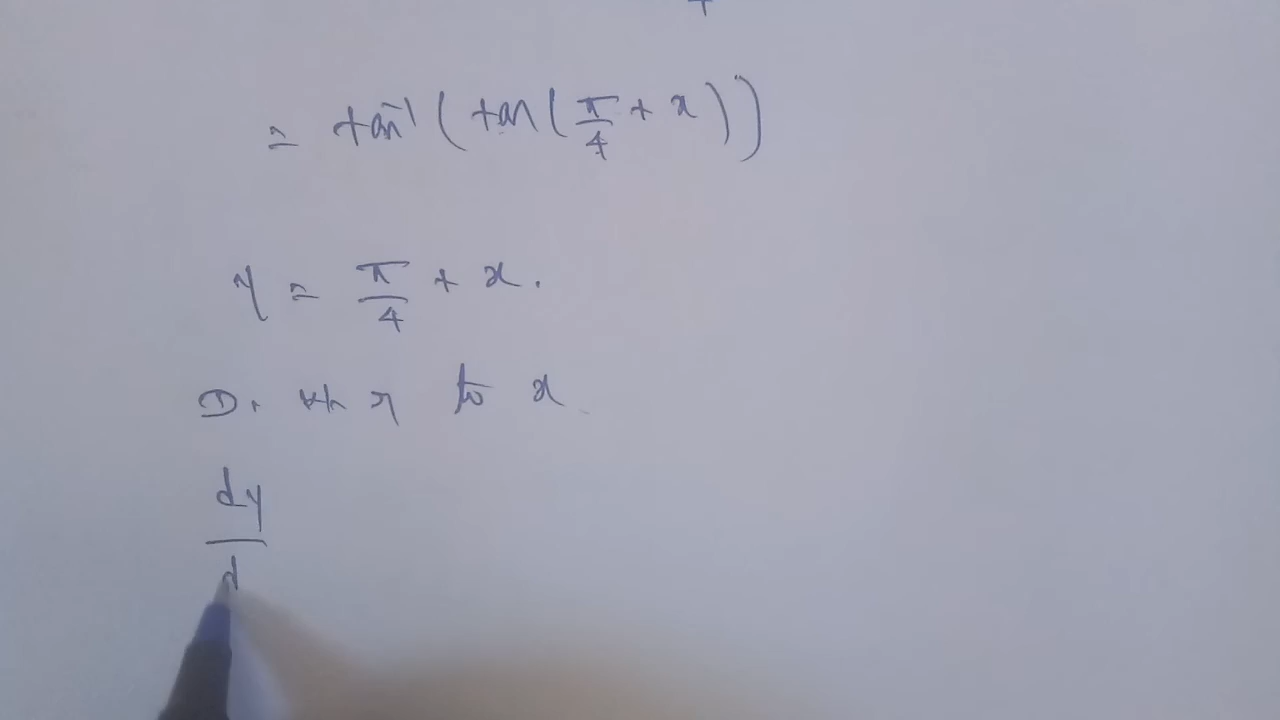 = tan⁻¹(tan(π/4 + x))
y = π/4 + x.
D. w. r to x
dy/d